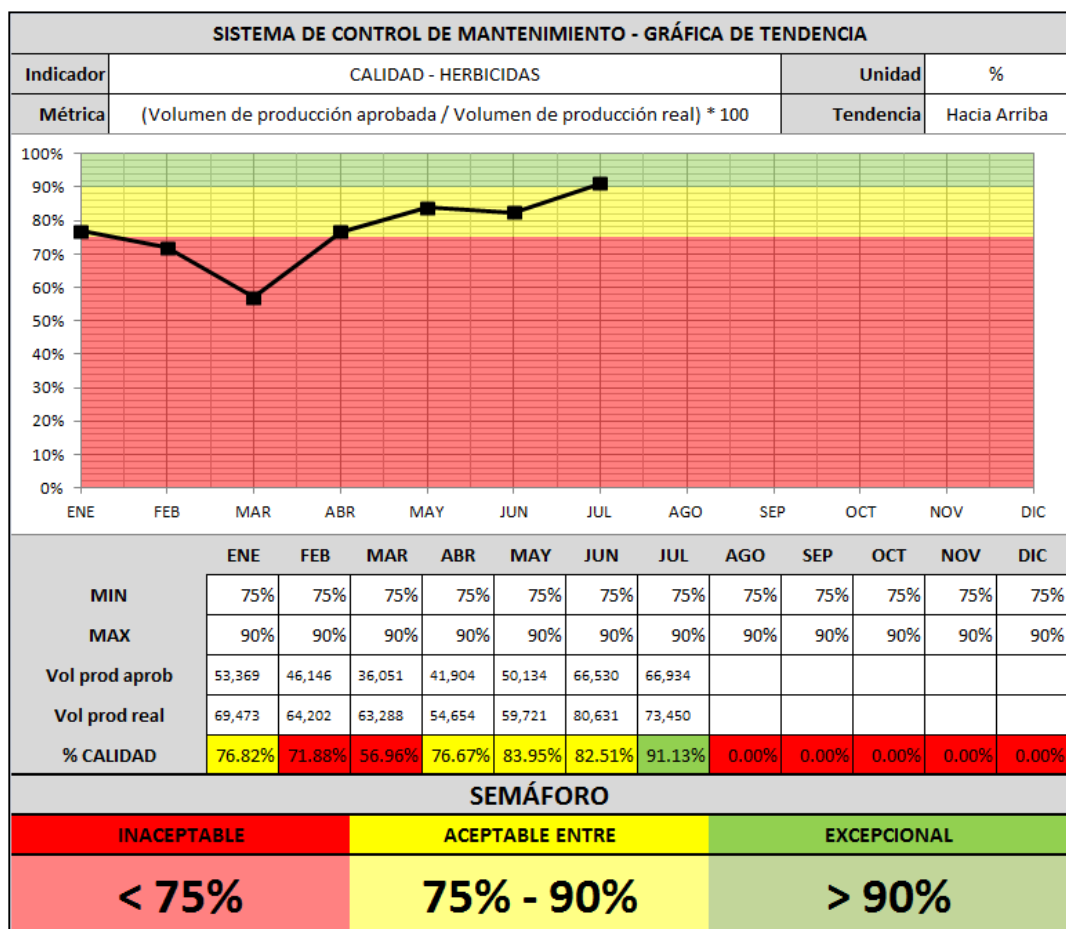 SISTEMA DE CONTROL DE MANTENIMIENTO - GRÁFICA DE TENDENCIA
Indicador CALIDAD - HERBICIDAS Unidad %
Métrica (Volumen de producción aprobada / Volumen de producción real) * 100 Tendencia Hacia Arriba
100%
90%
80%
70%
60%
50%
40%
30%
20%
10%
0%
ENE FEB MAR ABR MAY JUN JUL AGO SEP OCT NOV DIC
ENE FEB MAR ABR MAY JUN JUL AGO SEP OCT NOV DIC
MIN 75% 75% 75% 75% 75% 75% 75% 75% 75% 75% 75% 75%
MAX 90% 90% 90% 90% 90% 90% 90% 90% 90% 90% 90% 90%
Vol prod aprob 53,369 46,146 36,051 41,904 50,134 66,530 66,934
Vol prod real 69,473 64,202 63,288 54,654 59,721 80,631 73,450
% CALIDAD 76.82% 71.88% 56.96% 76.67% 83.95% 82.51% 91.13% 0.00% 0.00% 0.00% 0.00% 0.00%
SEMÁFORO
INACEPTABLE ACEPTABLE ENTRE EXCEPCIONAL
< 75% 75% - 90% > 90%